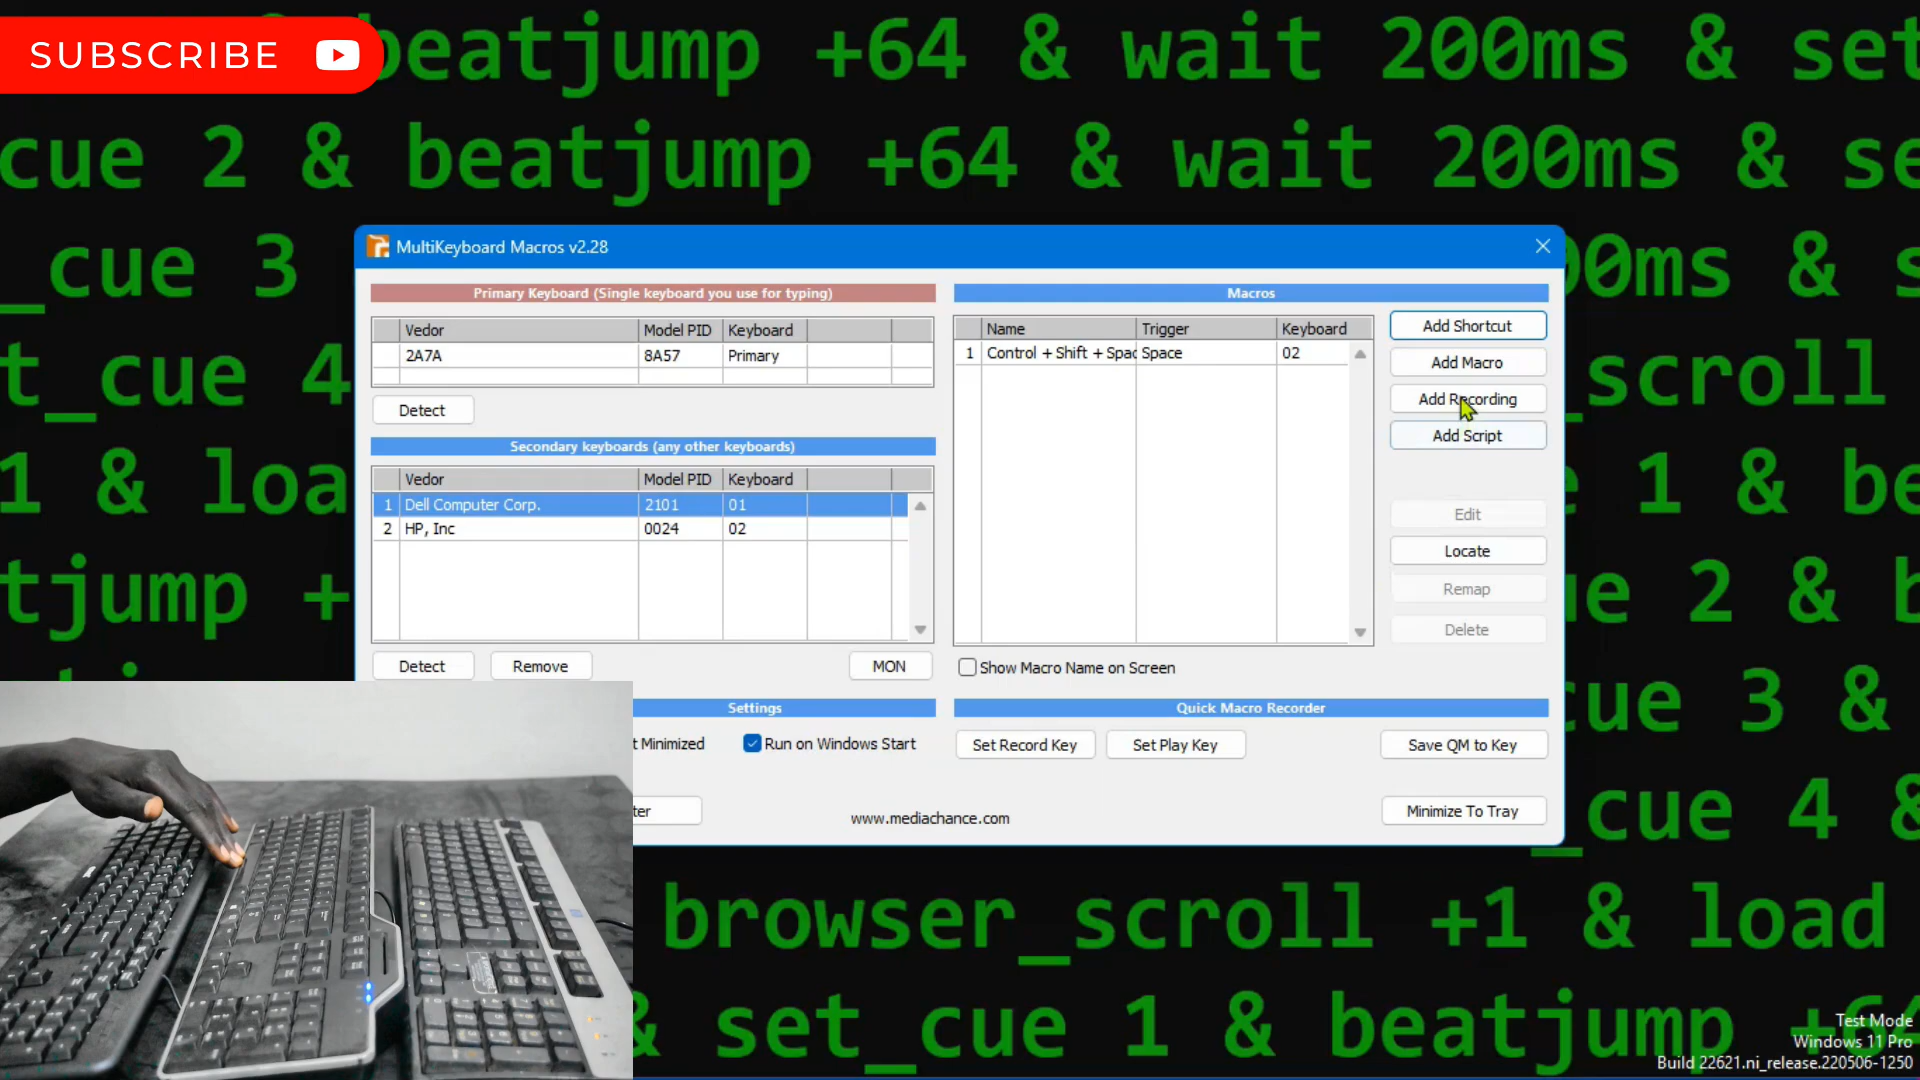 SUBSCRIBE
beatjump +64 & wait 200ms & set
cue 2 & beatjump +64 & wait 200ms & se
_cue 3
00ms & s
t_cue 4
_scroll
1 & loa
1 & be
tjump +
ue 2 & b
cue 3 &
_cue 4 &
browser_scroll +1 & load
& set_cue 1 & beatjump +64
MultiKeyboard Macros v2.28
Primary Keyboard (Single keyboard you use for typing)
Vedor Model PID Keyboard
2A7A 8A57 Primary
Detect
Secondary keyboards (any other keyboards)
Vedor Model PID Keyboard
1 Dell Computer Corp. 2101 01
2 HP, Inc 0024 02
Detect Remove MON
Settings
t Minimized Run on Windows Start
ter
www.mediachance.com
Macros
Name Trigger Keyboard
1 Control + Shift + Spac Space 02
Add Shortcut
Add Macro
Add Recording
Add Script
Edit
Locate
Remap
Delete
Show Macro Name on Screen
Quick Macro Recorder
Set Record Key Set Play Key Save QM to Key
Minimize To Tray
Test Mode
Windows 11 Pro
Build 22621.ni_release.220506-1250